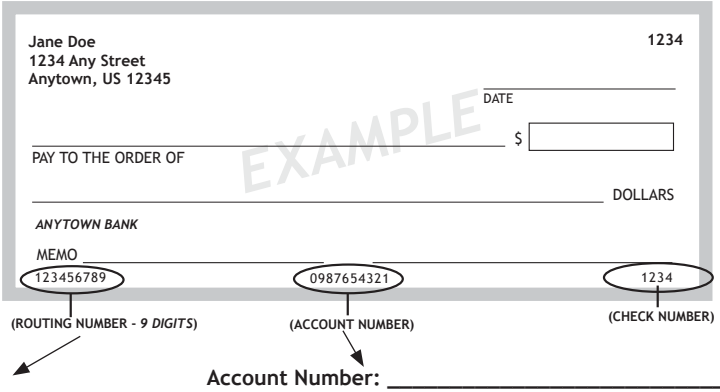 Jane Doe 1234
1234 Any Street
Anytown, US 12345
DATE
EXAMPLE
$
PAY TO THE ORDER OF
DOLLARS
ANYTOWN BANK
MEMO
123456789 0987654321 1234
(ROUTING NUMBER - 9 DIGITS) (ACCOUNT NUMBER) (CHECK NUMBER)
Account Number: